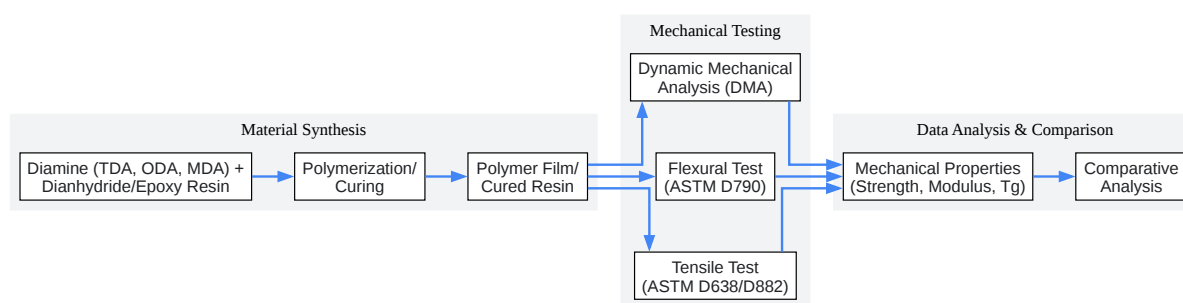 Mechanical Testing
Dynamic Mechanical
Analysis (DMA)
Material Synthesis
Data Analysis & Comparison
Diamine (TDA, ODA, MDA) +
Dianhydride/Epoxy Resin
Polymerization/
Curing
Polymer Film/
Cured Resin
Flexural Test
(ASTM D790)
Mechanical Properties
(Strength, Modulus, Tg)
Comparative
Analysis
Tensile Test
(ASTM D638/D882)